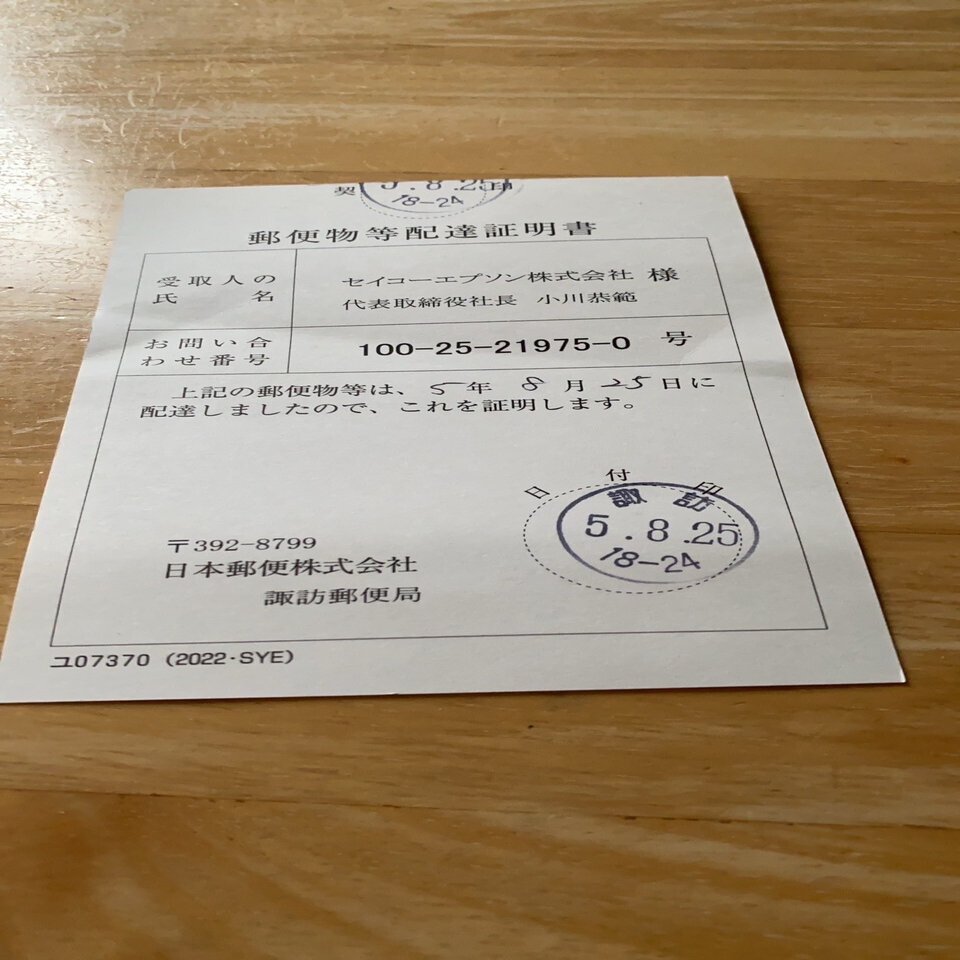 契 5.8.25 印
18-24
郵便物等配達証明書
受取人の
氏名
セイコーエプソン株式会社 様
代表取締役社長 小川恭範
お問い合
わせ番号
100-25-21975-0 号
上記の郵便物等は、5年8月25日に
配達しましたので、これを証明します。
日付印
諏訪
5.8.25
18-24
〒392-8799
日本郵便株式会社
諏訪郵便局
ユ07370 (2022・SYE)